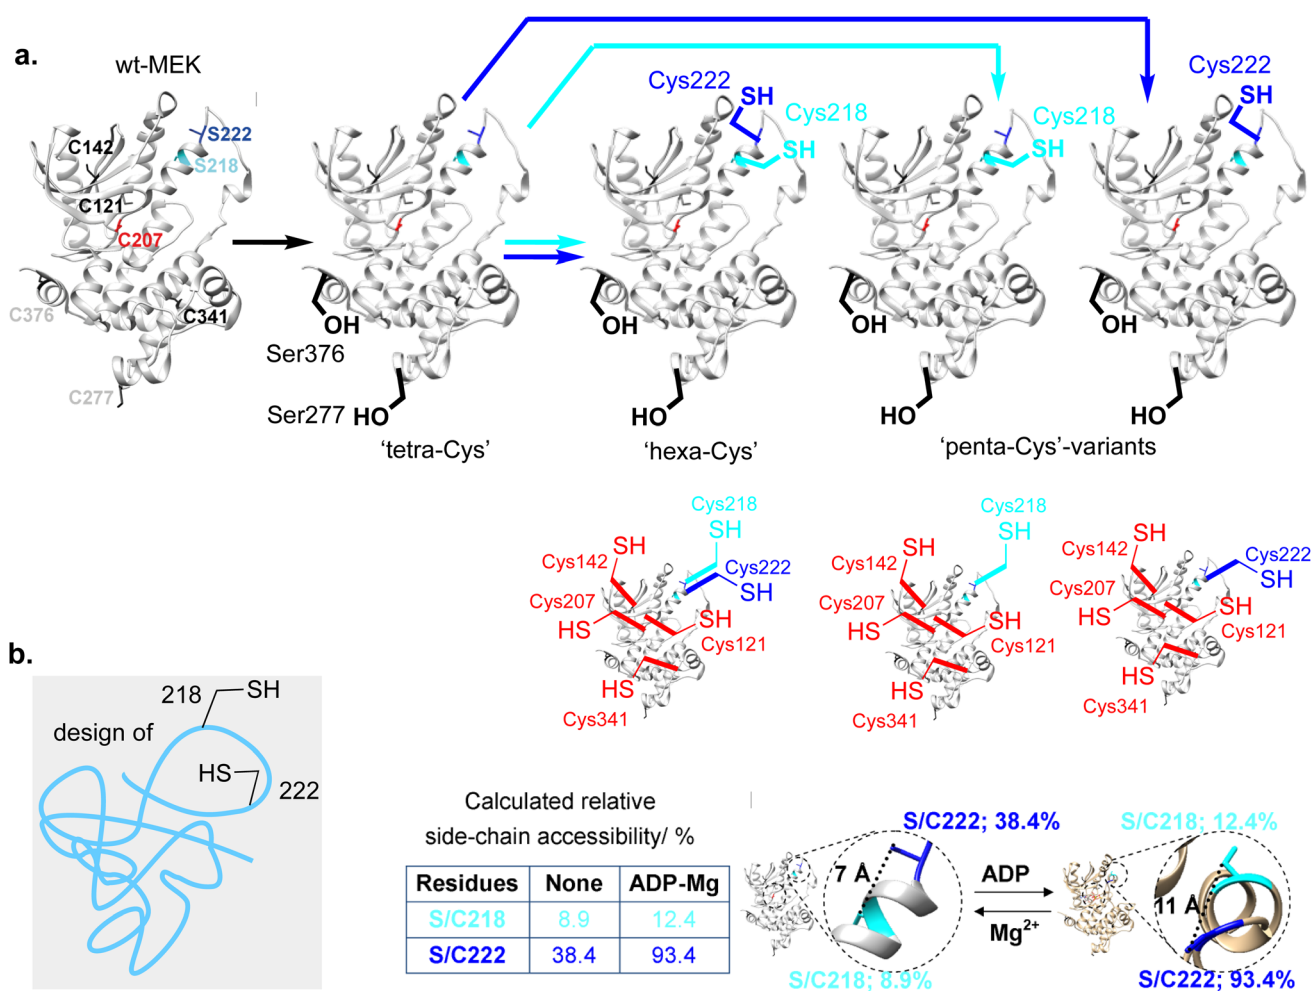 a.
wt-MEK
C142
S222
S218
C121
C207
C376
C341
C277
OH
Ser376
Ser277 HO
'tetra-Cys'
Cys222
SH
Cys218
SH
OH
HO
'hexa-Cys'
Cys218
SH
OH
HO
Cys222
SH
OH
HO
'penta-Cys'-variants
Cys218
SH
SH
Cys142
Cys222
SH
Cys207
HS
SH
Cys121
HS
Cys341
Cys218
SH
SH
Cys142
Cys207
HS
SH
Cys121
HS
Cys341
SH
Cys142
Cys222
SH
Cys207
HS
SH
Cys121
HS
Cys341
b.
218 SH
design of
HS
222
Calculated relative
side-chain accessibility/ %
Residues None ADP-Mg
S/C218 8.9 12.4
S/C222 38.4 93.4
S/C222; 38.4%
7 Å
S/C218; 8.9%
ADP
Mg2+
S/C218; 12.4%
11 Å
S/C222; 93.4%